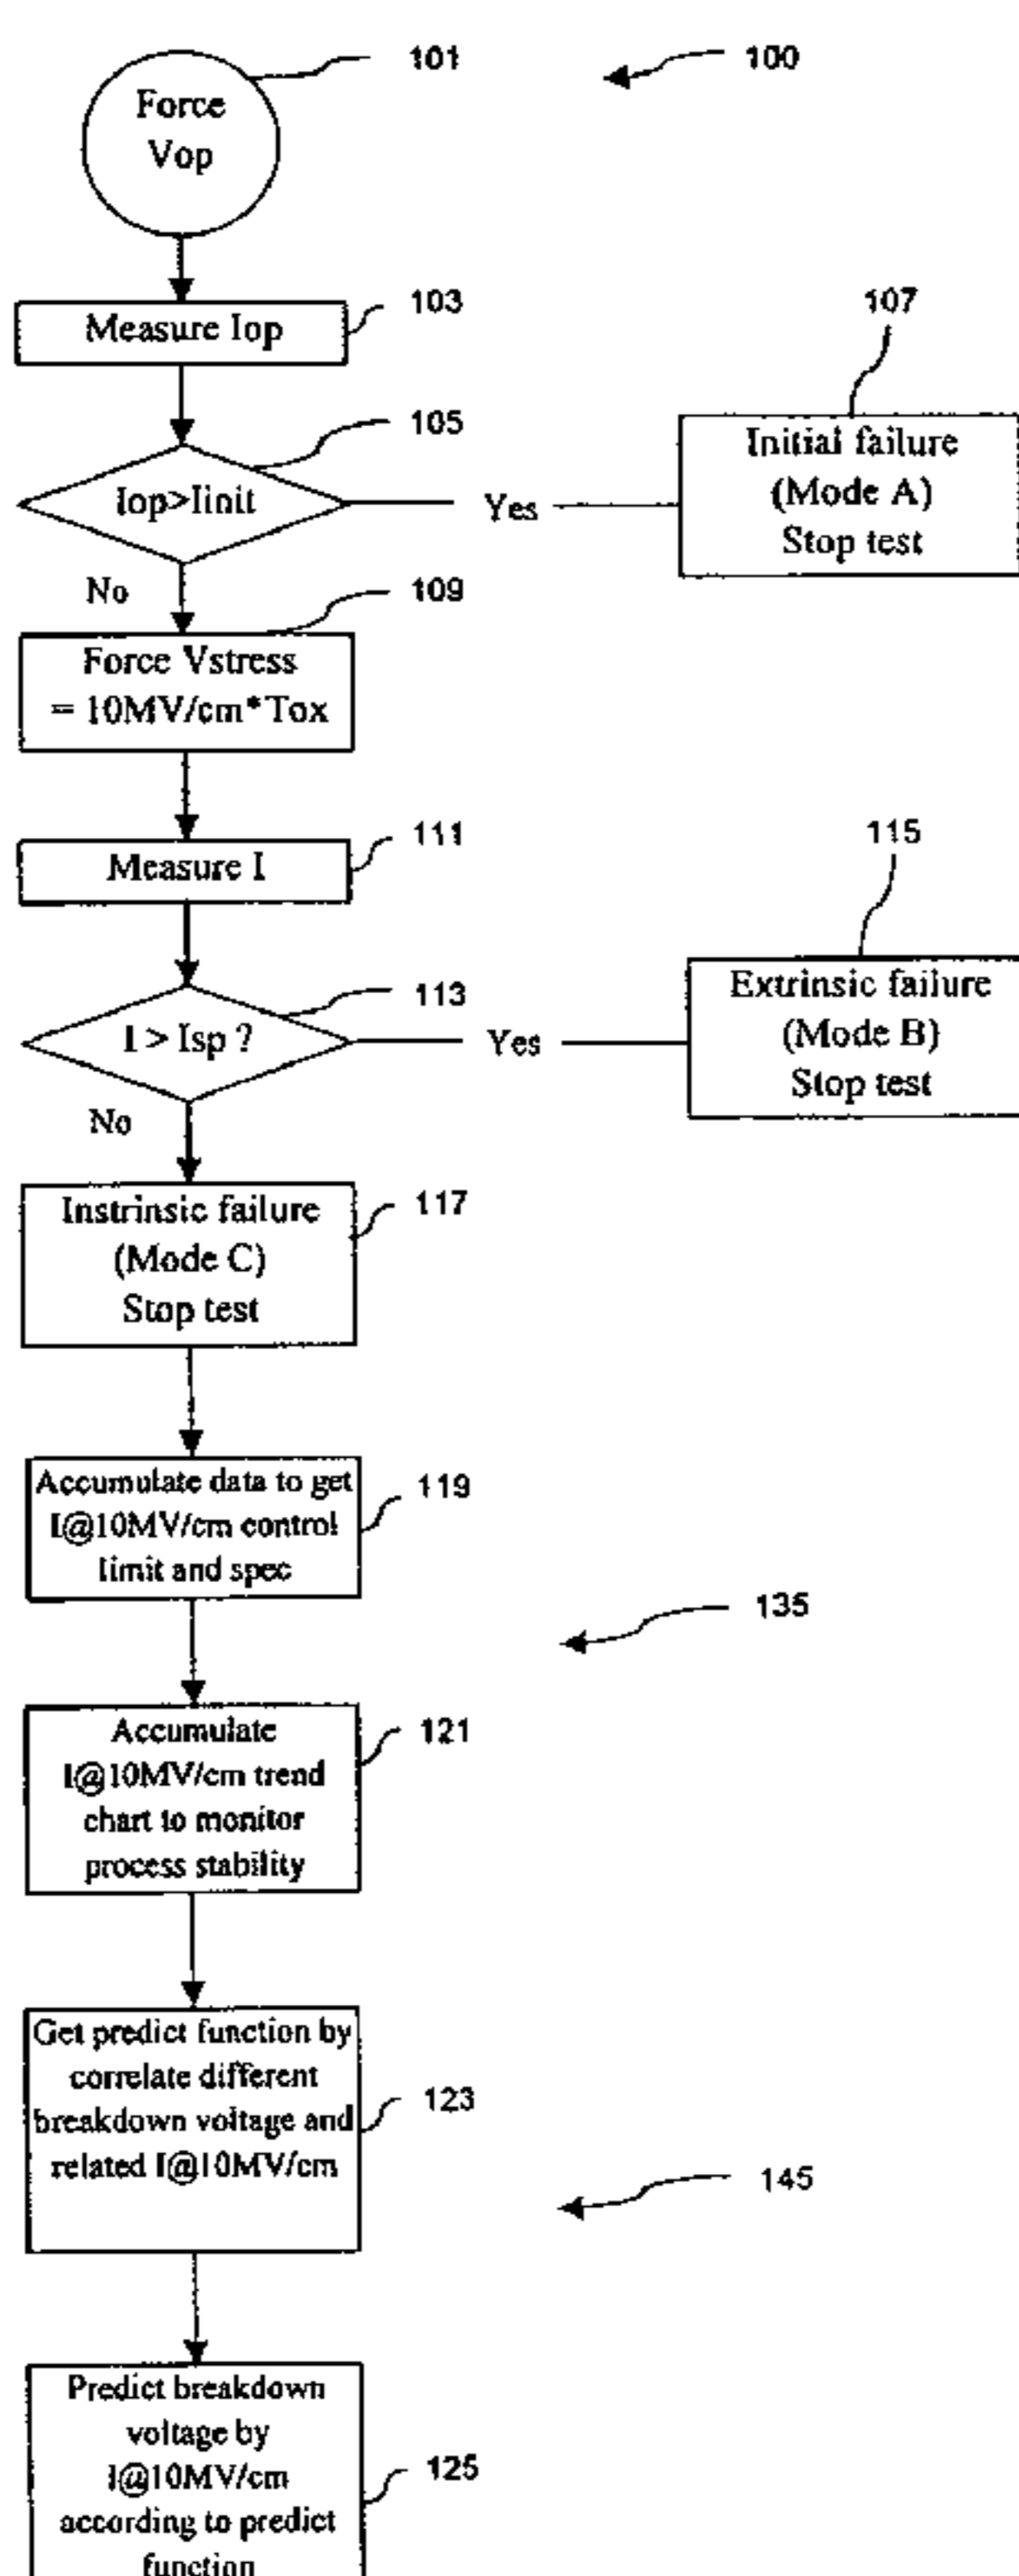 101
100
Force
Vop
103
Measure Iop
107
105
Initial failure
(Mode A)
Stop test
Iop>Iinit
Yes
No
109
Force Vstress
= 10MV/cm*Tox
111
Measure I
115
113
Extrinsic failure
(Mode B)
Stop test
I > Isp ?
Yes
No
117
Instrinsic failure
(Mode C)
Stop test
119
Accumulate data to get
I@10MV/cm control
limit and spec
135
121
Accumulate
I@10MV/cm trend
chart to monitor
process stability
123
Get predict function by
correlate different
breakdown voltage and
related I@10MV/cm
145
125
Predict breakdown
voltage by
I@10MV/cm
according to predict
function